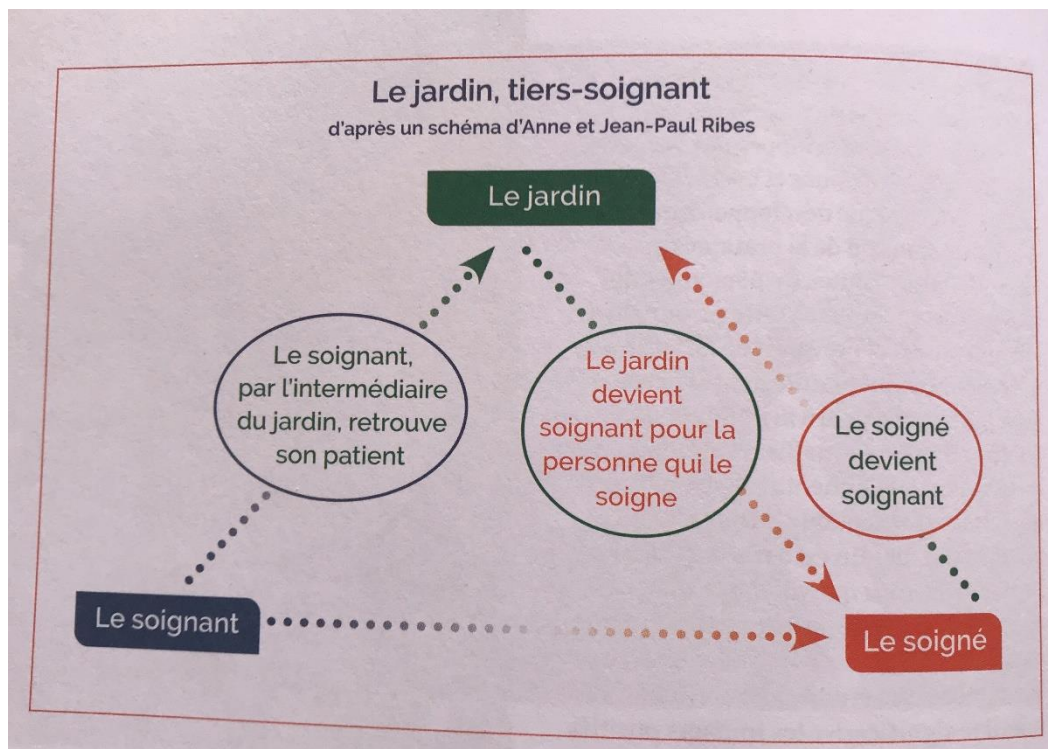 Le jardin, tiers-soignant
d'après un schéma d'Anne et Jean-Paul Ribes
Le jardin
Le soignant,
par l'intermédiaire
du jardin, retrouve
son patient
Le jardin
devient
soignant pour la
personne qui le
soigne
Le soigné
devient
soignant
Le soignant
Le soigné